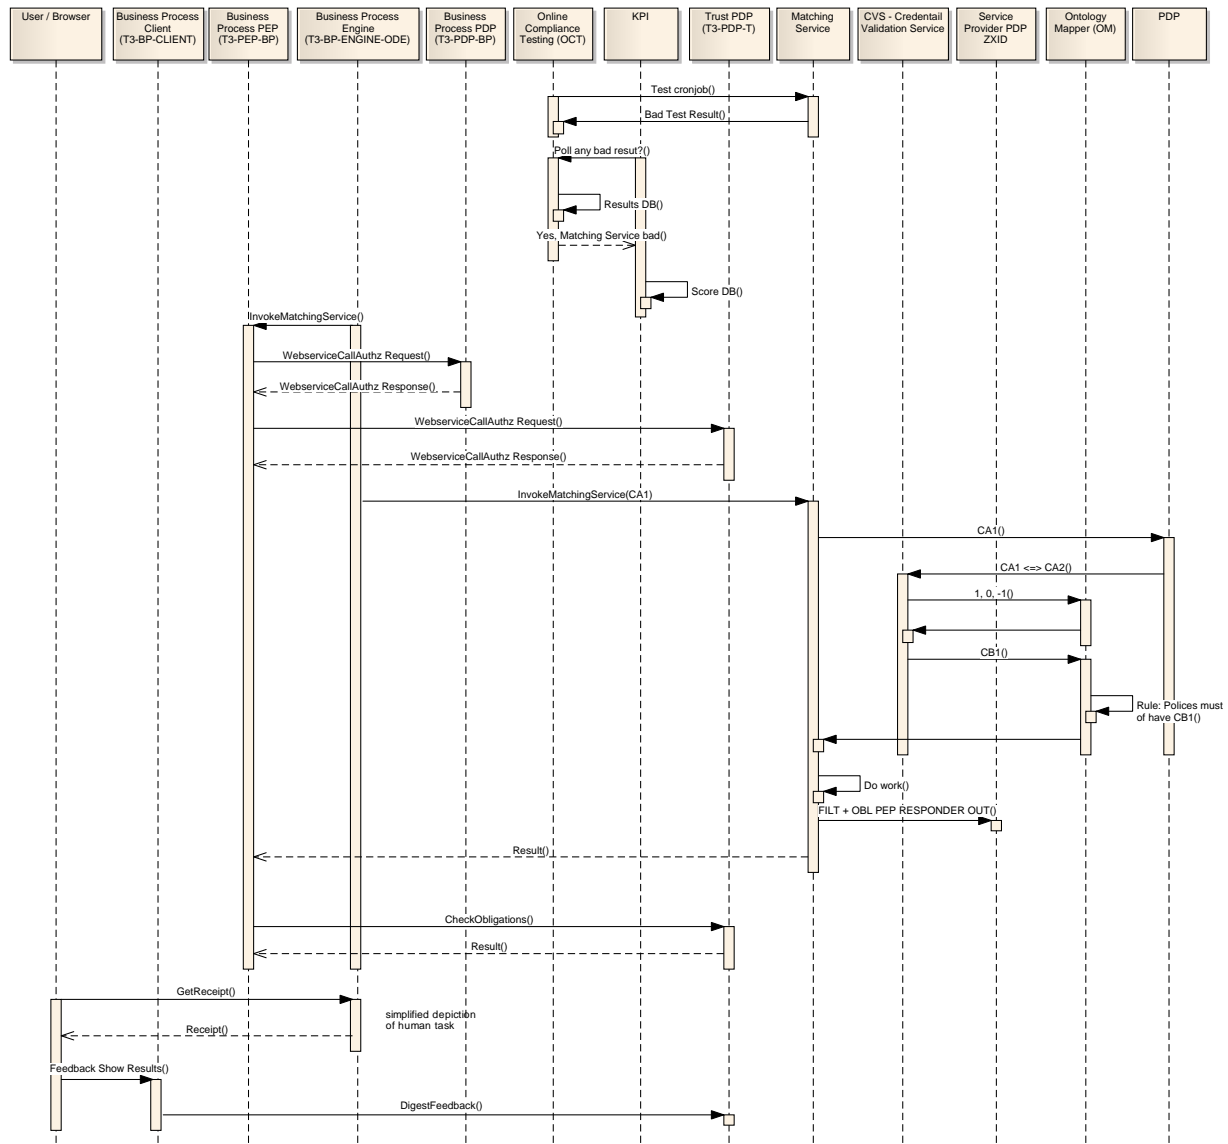 User / Browser
Business Process
Client
(T3-BP-CLIENT)
Business
Process PEP
(T3-PEP-BP)
Business Process
Engine
(T3-BP-ENGINE-ODE)
Business
Process PDP
(T3-PDP-BP)
Online
Compliance
Testing (OCT)
KPI
Trust PDP
(T3-PDP-T)
Matching
Service
CVS - Credentail
Validation Service
Service
Provider PDP
ZXID
Ontology
Mapper (OM)
PDP
Test cronjob()
Bad Test Result()
Poll any bad resut?()
Results DB()
Yes, Matching Service bad()
Score DB()
InvokeMatchingService()
WebserviceCallAuthz Request()
WebserviceCallAuthz Response()
WebserviceCallAuthz Request()
WebserviceCallAuthz Response()
InvokeMatchingService(CA1)
CA1()
CA1 <=> CA2()
1, 0, -1()
CB1()
Rule: Polices must
of have CB1()
Do work()
FILT + OBL PEP RESPONDER OUT()
Result()
CheckObligations()
Result()
GetReceipt()
simplified depiction
of human task
Receipt()
Feedback Show Results()
DigestFeedback()